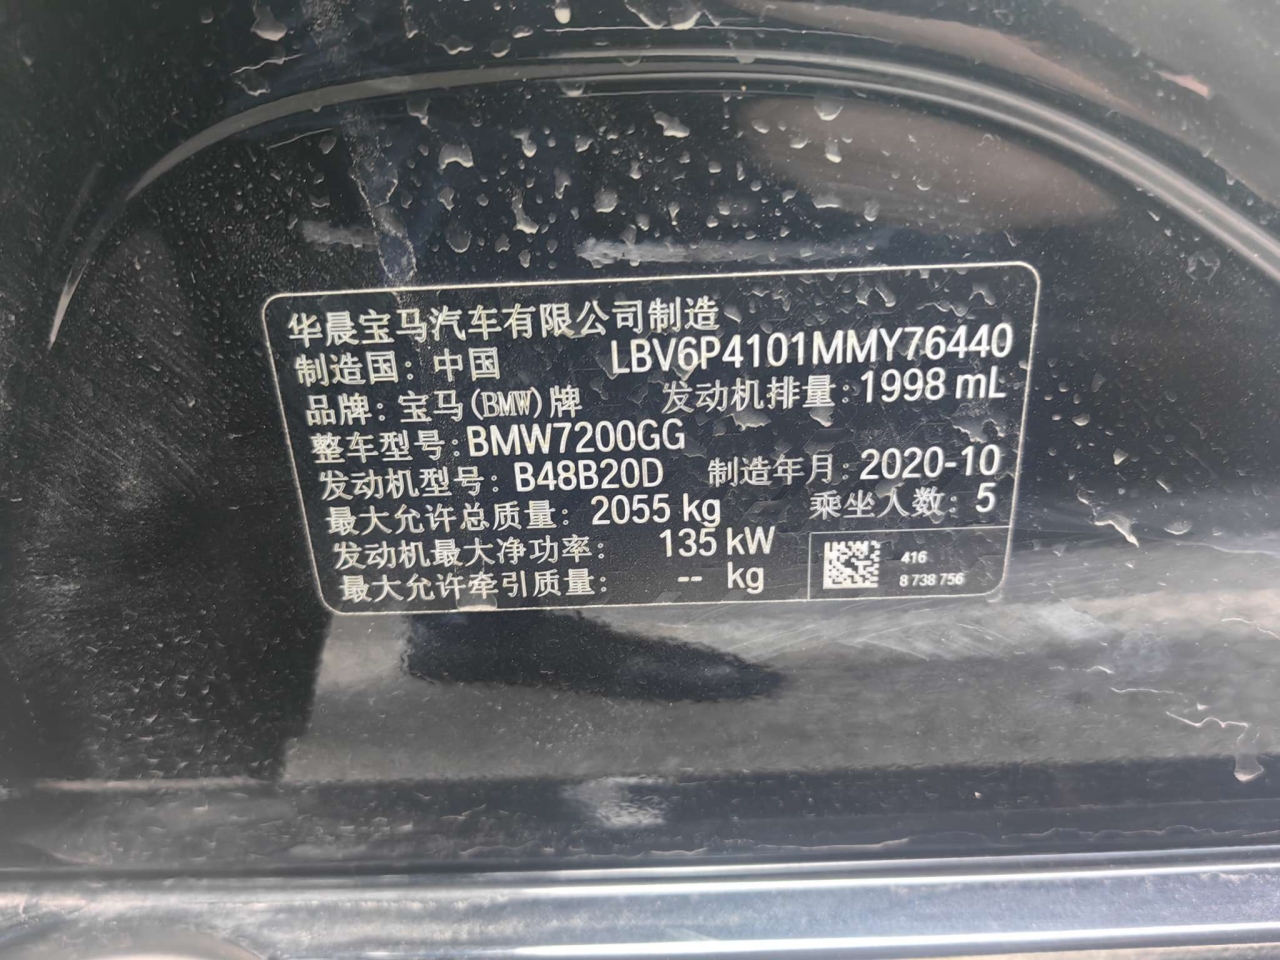 华晨宝马汽车有限公司制造
制造国：中国 LBV6P4101MMY76440
品牌：宝马(BMW)牌 发动机排量：1998 mL
整车型号：BMW7200GG
发动机型号：B48B20D 制造年月：2020-10
最大允许总质量：2055 kg 乘坐人数：5
发动机最大净功率：135 kW
最大允许牵引质量：-- kg
416
8 738 756